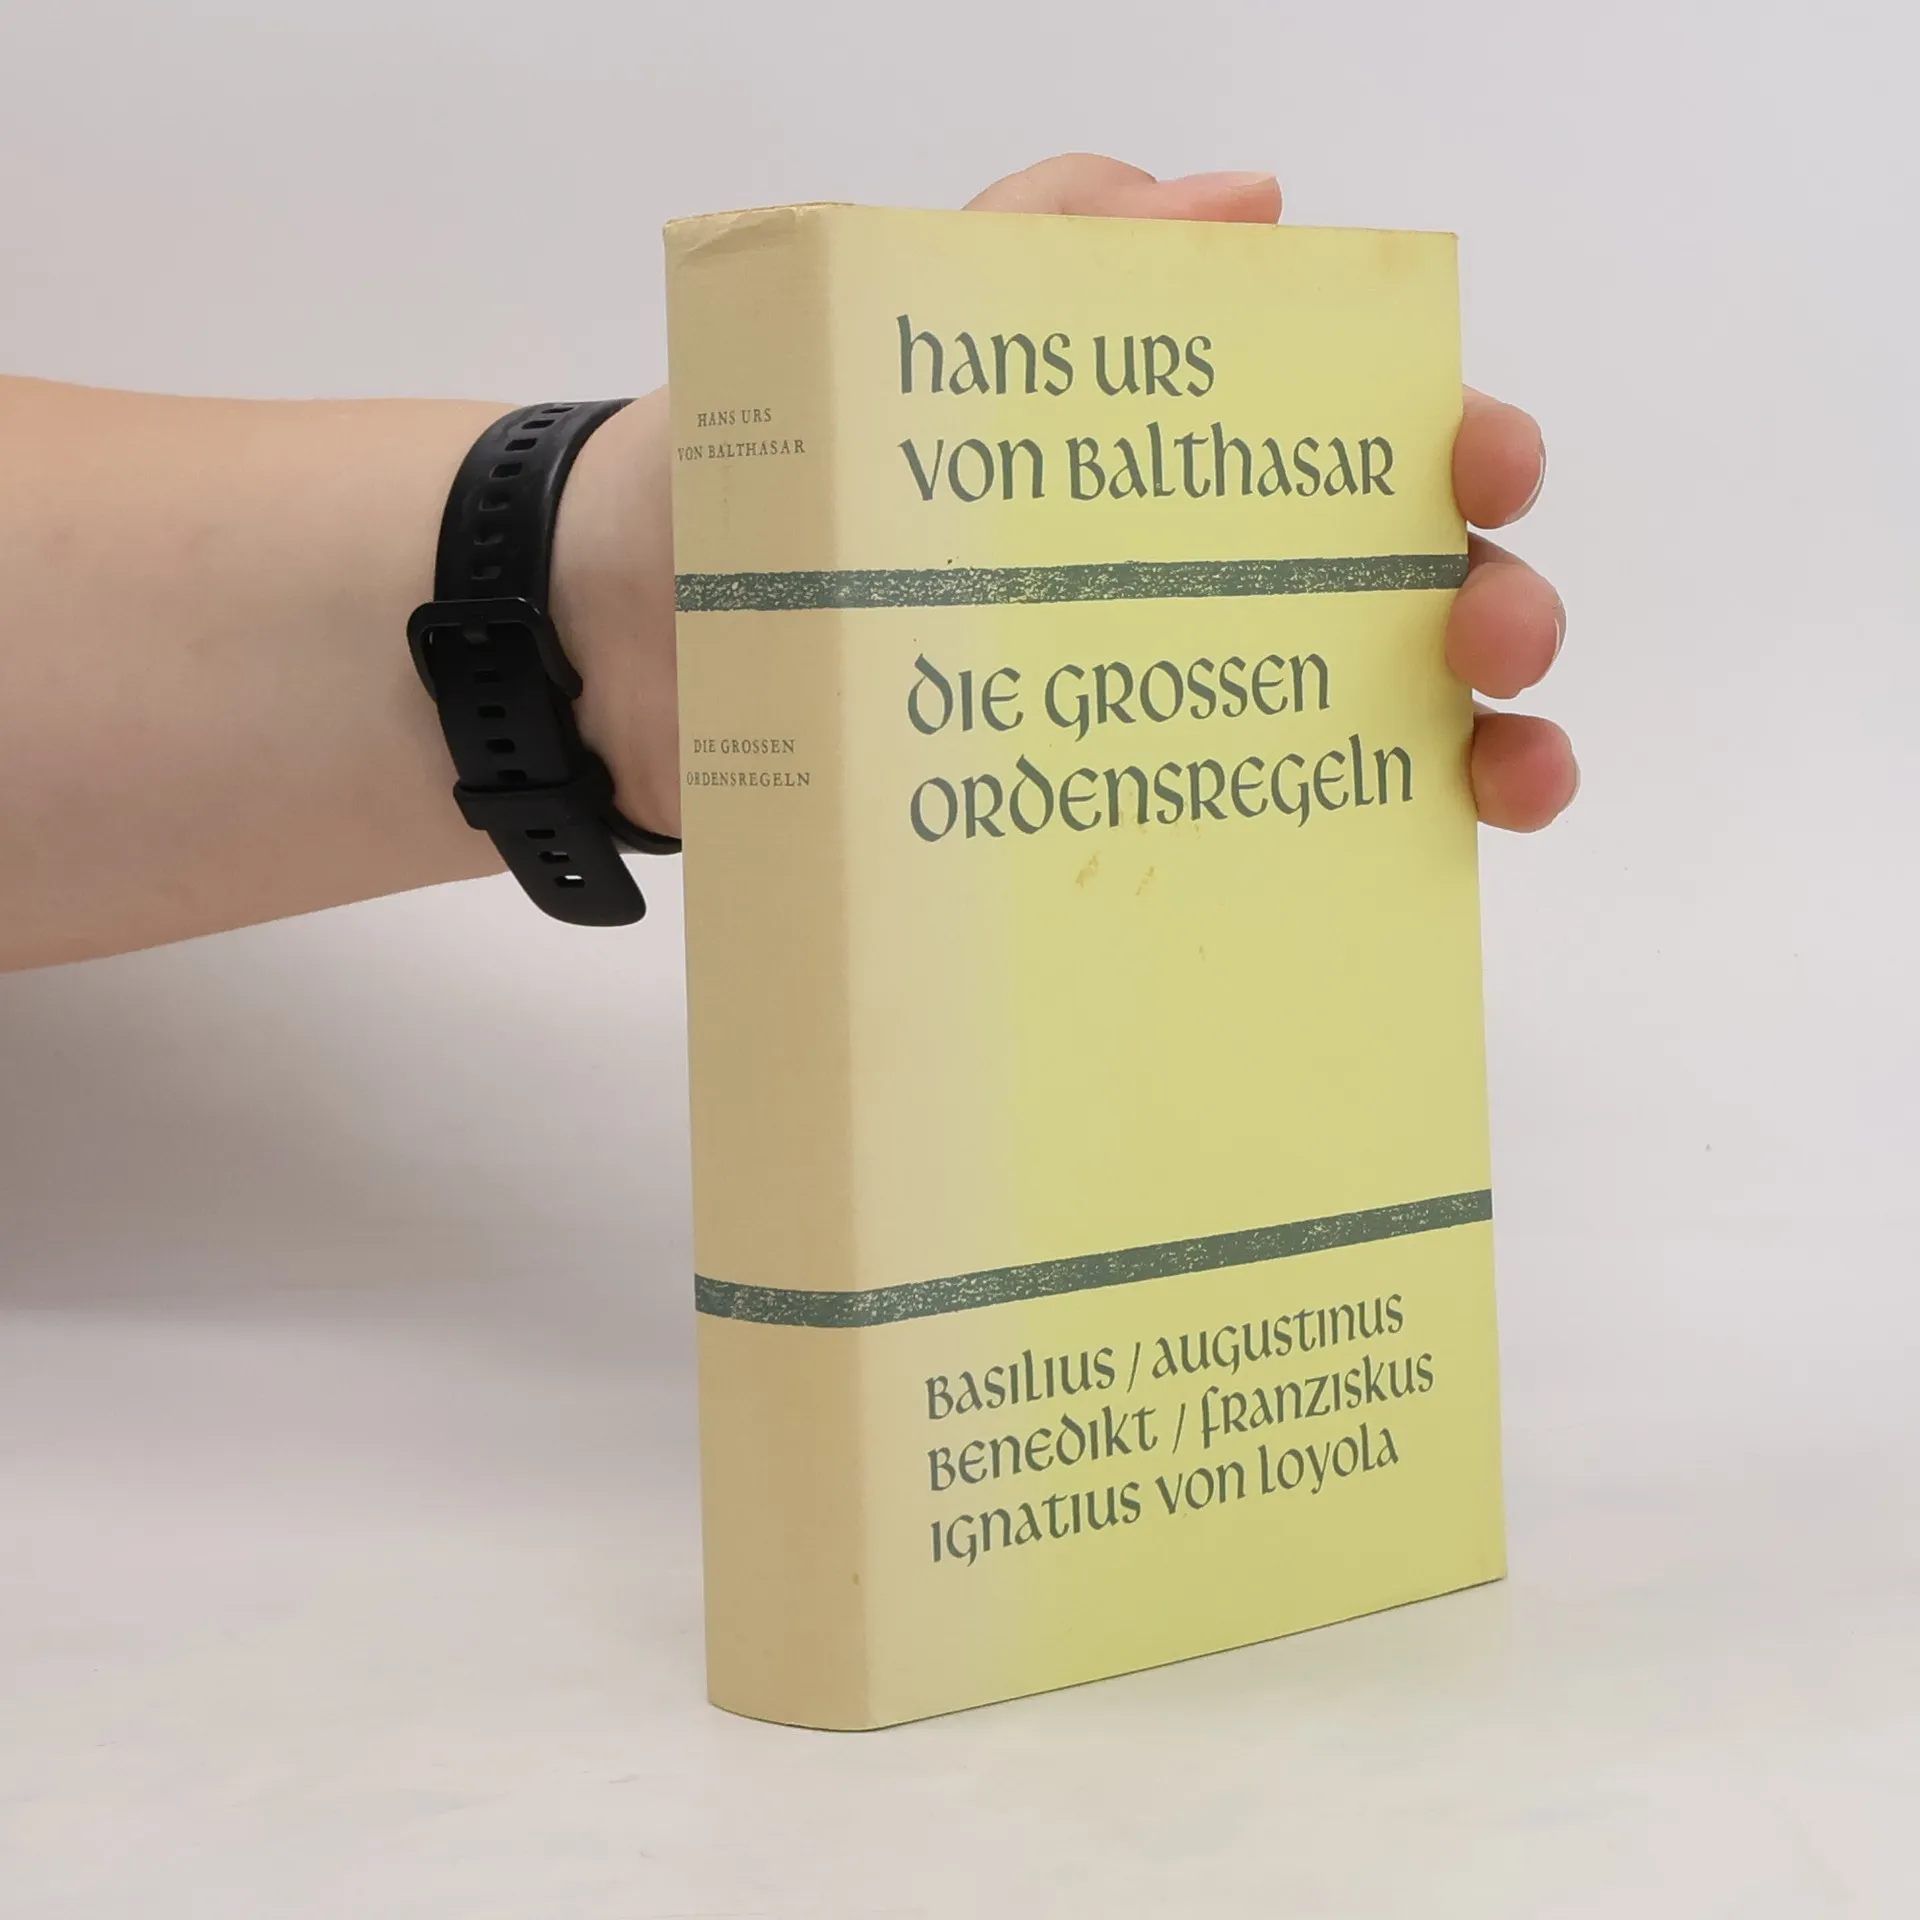 HANS URS
VON BALTHASAR
DIE GROSSEN
ORDENSREGELN
hans urs
von Balthasar
die grossen
ordensregeln
Basilius / Augustinus
Benedikt / Franziskus
Ignatius von Loyola